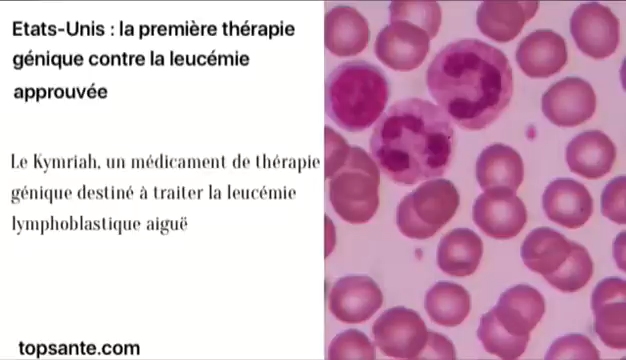 Etats-Unis : la première thérapie
génique contre la leucémie
approuvée
Le Kymriah, un médicament de thérapie
génique destiné à traiter la leucémie
lymphoblastique aiguë
topsante.com